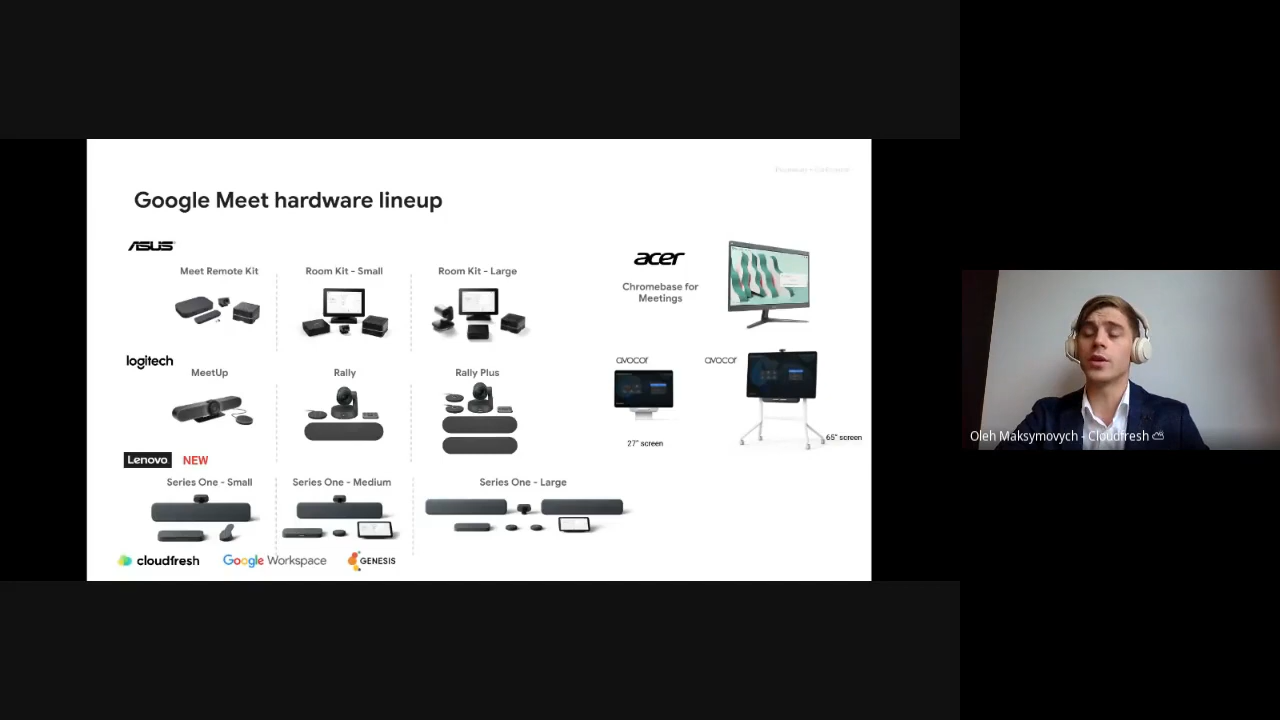 Google Meet hardware lineup
ASUS
Meet Remote Kit
Room Kit - Small
Room Kit - Large
logitech
MeetUp
Rally
Rally Plus
Lenovo
NEW
Series One - Small
Series One - Medium
Series One - Large
acer
Chromebase for
Meetings
avocor
avocor
27" screen
65" screen
cloudfresh
Google Workspace
GENESIS
Oleh Maksymovych - Cloudfresh